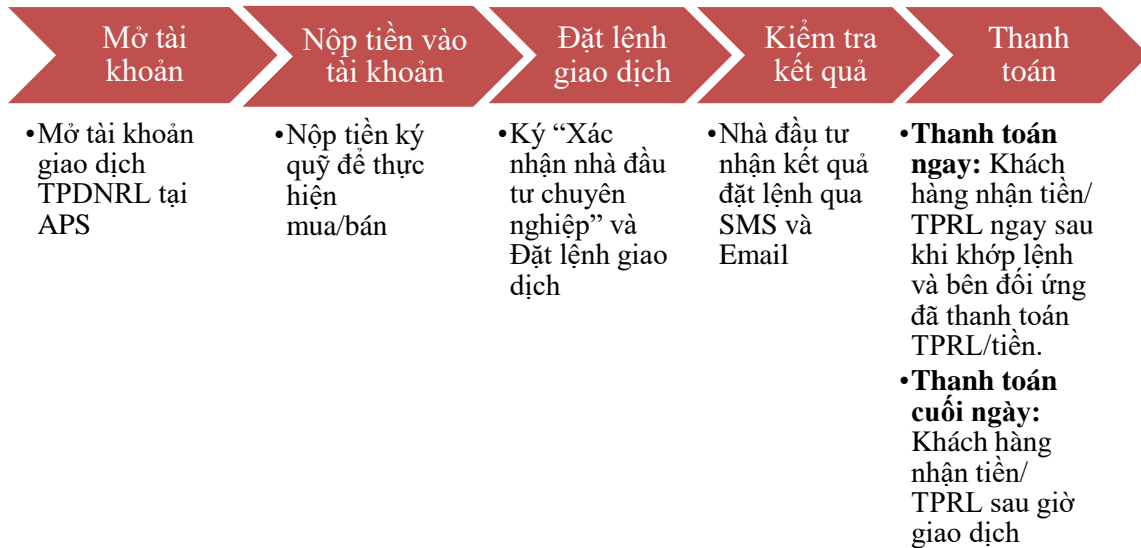 Mở tài
khoản
Nộp tiền vào
tài khoản
Đặt lệnh
giao dịch
Kiểm tra
kết quả
Thanh
toán
•Mở tài khoản
giao dịch
TPDNRL tại
APS
•Nộp tiền ký
quỹ để thực
hiện
mua/bán
•Ký “Xác
nhận nhà đầu
tư chuyên
nghiệp” và
Đặt lệnh giao
dịch
•Nhà đầu tư
nhận kết quả
đặt lệnh qua
SMS và
Email
•Thanh toán
ngay: Khách
hàng nhận tiền/
TPRL ngay sau
khi khớp lệnh
và bên đối ứng
đã thanh toán
TPRL/tiền.
•Thanh toán
cuối ngày:
Khách hàng
nhận tiền/
TPRL sau giờ
giao dịch